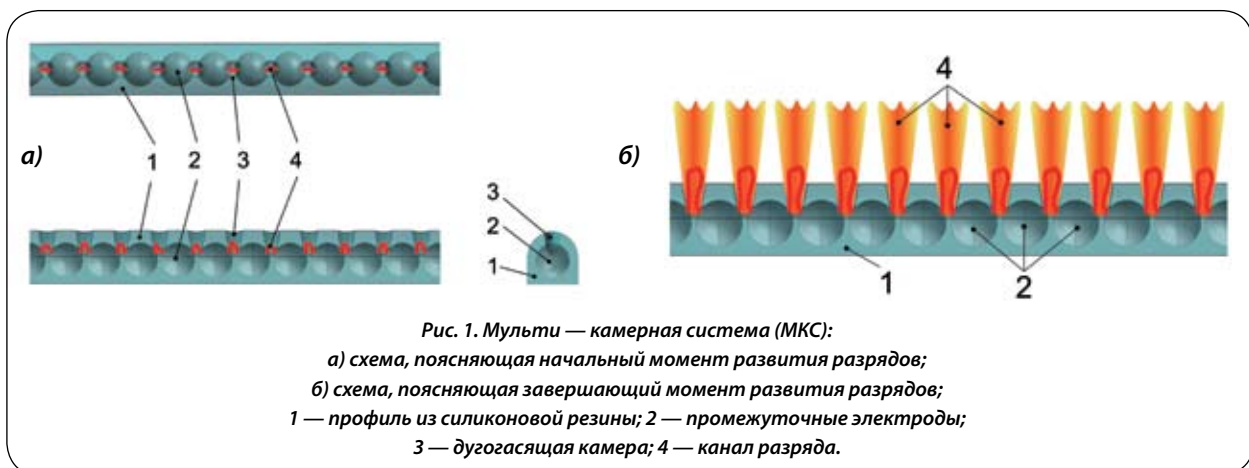 а)
1 2 3 4
3
2
1
б)
4
1
2
Рис. 1. Мульти — камерная система (МКС):
а) схема, поясняющая начальный момент развития разрядов;
б) схема, поясняющая завершающий момент развития разрядов;
1 — профиль из силиконовой резины; 2 — промежуточные электроды;
3 — дугогасящая камера; 4 — канал разряда.